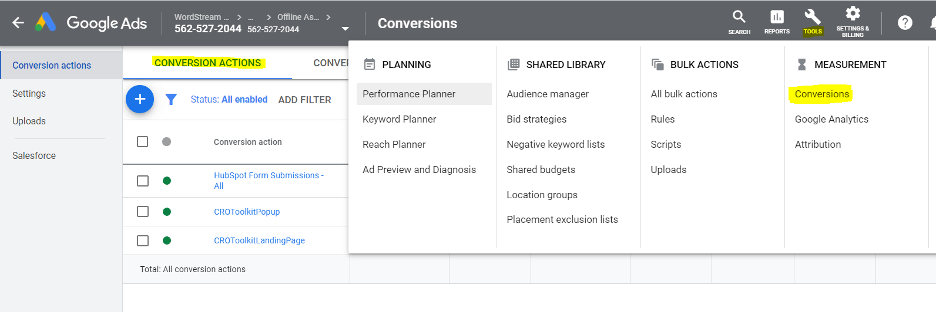 Google Ads
WordStream ... > ... > Offline As...
562-527-2044 562-527-2044
Conversions
SEARCH
REPORTS
TOOLS
SETTINGS &
BILLING
?
Conversion actions
Settings
Uploads
Salesforce
CONVERSION ACTIONS
CONVER
+
Status: All enabled
ADD FILTER
Conversion action
HubSpot Form Submissions -
All
CROToolkitPopup
CROToolkitLandingPage
Total: All conversion actions
PLANNING
Performance Planner
Keyword Planner
Reach Planner
Ad Preview and Diagnosis
SHARED LIBRARY
Audience manager
Bid strategies
Negative keyword lists
Shared budgets
Location groups
Placement exclusion lists
BULK ACTIONS
All bulk actions
Rules
Scripts
Uploads
MEASUREMENT
Conversions
Google Analytics
Attribution